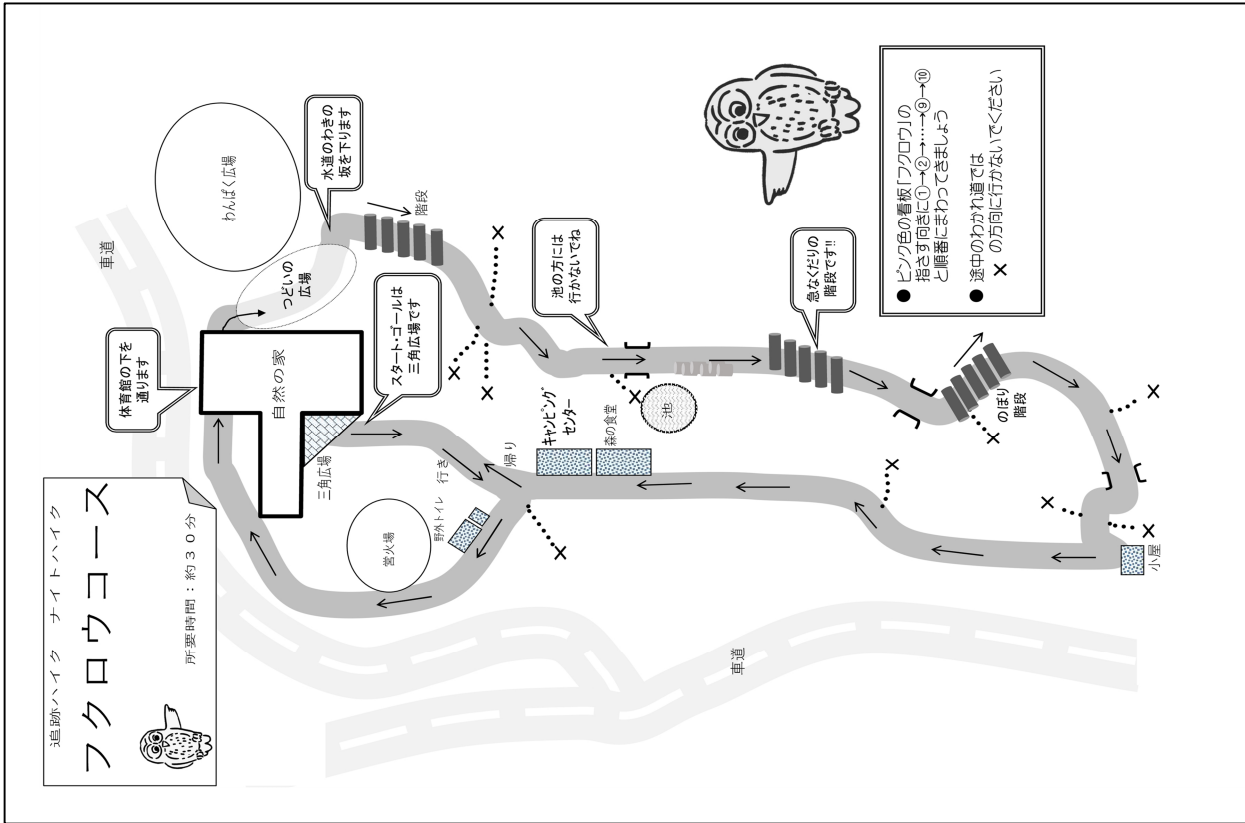 追跡ハイク　ナイトハイク
フクロウコース
所要時間：約３０分
車道
わんぱく広場
体育館の下を
通ります
つどいの
広場
水道のわきの
坂を下ります
階段
自然の家
スタート・ゴールは
三角広場です
三角広場
営火場
野外トイレ
行き
帰り
キャンピング
センター
森の食堂
池
池の方には
行かないでね
急なくだりの
階段です!!
のぼり
階段
小屋
車道
● ピンク色の看板「フクロウ」の
指さす向きに①→②→……→⑨→⑩
と順番にまわってきましょう
● 途中のわかれ道では
× の方向に行かないでください